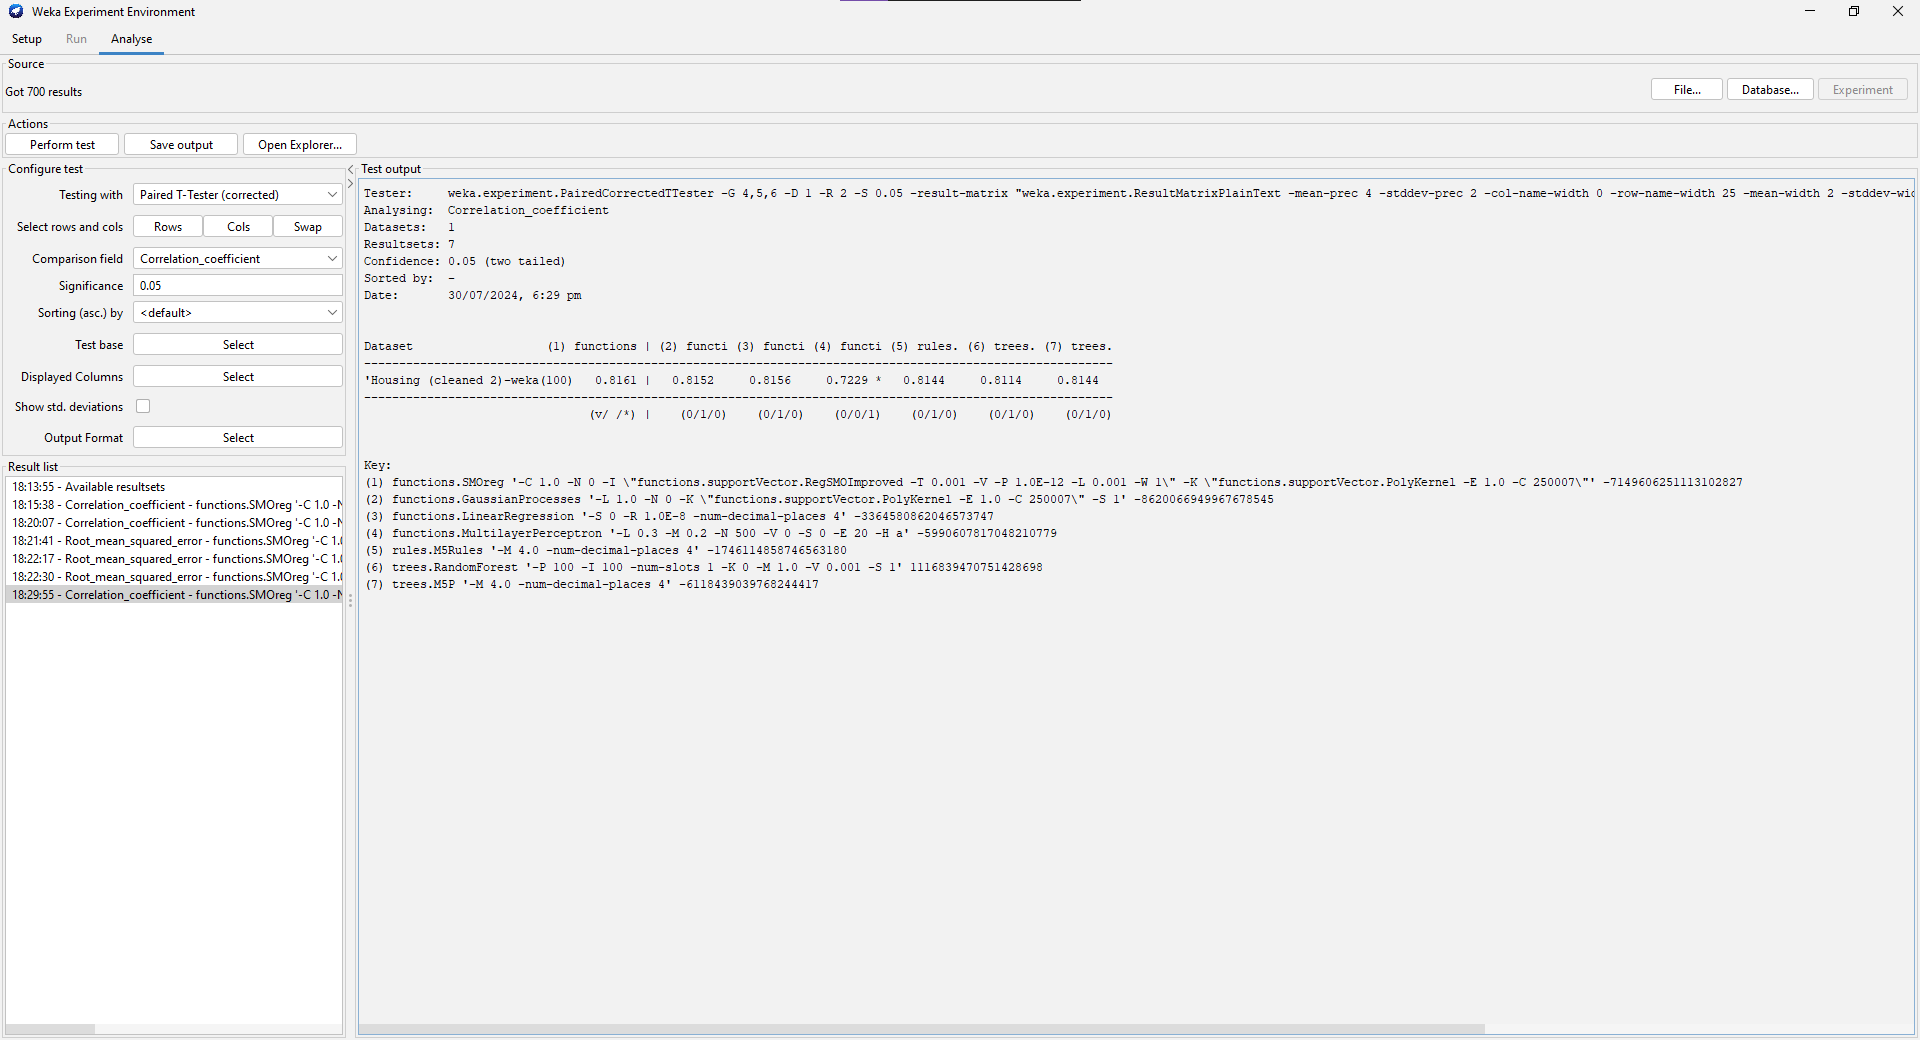 Weka Experiment Environment
Setup Run Analyse
Source
Got 700 results
File... Database... Experiment
Actions
Perform test Save output Open Explorer...
Configure test
Testing with Paired T-Tester (corrected)
Select rows and cols Rows Cols Swap
Comparison field Correlation_coefficient
Significance 0.05
Sorting (asc.) by <default>
Test base Select
Displayed Columns Select
Show std. deviations
Output Format Select
Result list
18:13:55 - Available resultsets
18:15:38 - Correlation_coefficient - functions.SMOreg '-C 1.0 -N
18:20:07 - Correlation_coefficient - functions.SMOreg '-C 1.0 -N
18:21:41 - Root_mean_squared_error - functions.SMOreg '-C 1.0
18:22:17 - Root_mean_squared_error - functions.SMOreg '-C 1.0
18:22:30 - Root_mean_squared_error - functions.SMOreg '-C 1.0
18:29:55 - Correlation_coefficient - functions.SMOreg '-C 1.0 -N
Test output
Tester: weka.experiment.PairedCorrectedTTester -G 4,5,6 -D 1 -R 2 -S 0.05 -result-matrix "weka.experiment.ResultMatrixPlainText -mean-prec 4 -stddev-prec 2 -col-name-width 0 -row-name-width 25 -mean-width 2 -stddev-wid
Analysing: Correlation_coefficient
Datasets: 1
Resultsets: 7
Confidence: 0.05 (two tailed)
Sorted by: -
Date: 30/07/2024, 6:29 pm
Dataset (1) functions | (2) functi (3) functi (4) functi (5) rules. (6) trees. (7) trees.
----------------------------------------------------------------------------------------------------------
'Housing (cleaned 2)-weka(100) 0.8161 | 0.8152 0.8156 0.7229 * 0.8144 0.8114 0.8144
----------------------------------------------------------------------------------------------------------
(v/ /*) | (0/1/0) (0/1/0) (0/0/1) (0/1/0) (0/1/0) (0/1/0)
Key:
(1) functions.SMOreg '-C 1.0 -N 0 -I \"functions.supportVector.RegSMOImproved -T 0.001 -V -P 1.0E-12 -L 0.001 -W 1\" -K \"functions.supportVector.PolyKernel -E 1.0 -C 250007\"' -7149606251113102827
(2) functions.GaussianProcesses '-L 1.0 -N 0 -K \"functions.supportVector.PolyKernel -E 1.0 -C 250007\" -S 1' -8620066949967678545
(3) functions.LinearRegression '-S 0 -R 1.0E-8 -num-decimal-places 4' -3364580862046573747
(4) functions.MultilayerPerceptron '-L 0.3 -M 0.2 -N 500 -V 0 -S 0 -E 20 -H a' -5990607817048210779
(5) rules.M5Rules '-M 4.0 -num-decimal-places 4' -1746114858746563180
(6) trees.RandomForest '-P 100 -I 100 -num-slots 1 -K 0 -M 1.0 -V 0.001 -S 1' 1116839470751428698
(7) trees.M5P '-M 4.0 -num-decimal-places 4' -6118439039768244417